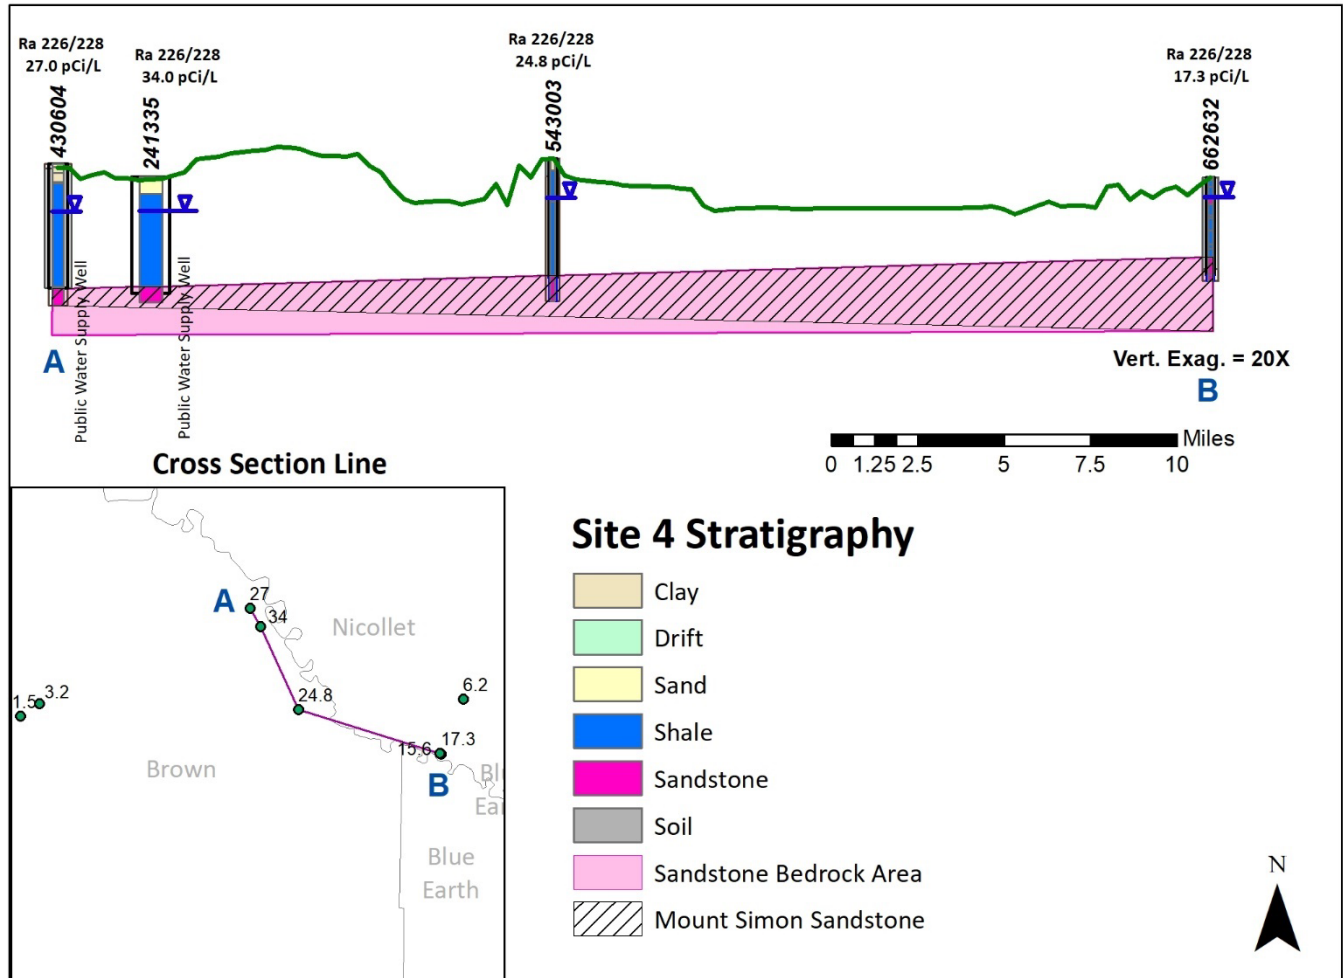 Ra 226/228
27.0 pCi/L
430604
Ra 226/228
34.0 pCi/L
241335
Ra 226/228
24.8 pCi/L
543003
Ra 226/228
17.3 pCi/L
662632
Public Water Supply Well
Public Water Supply Well
A
Vert. Exag. = 20X
B
Miles
0 1.25 2.5 5 7.5 10
Cross Section Line
A
27
34
Nicollet
1.5
3.2
24.8
6.2
15.6
17.3
Brown
B
Blue
Earth
Site 4 Stratigraphy
Clay
Drift
Sand
Shale
Sandstone
Soil
Sandstone Bedrock Area
Mount Simon Sandstone
N